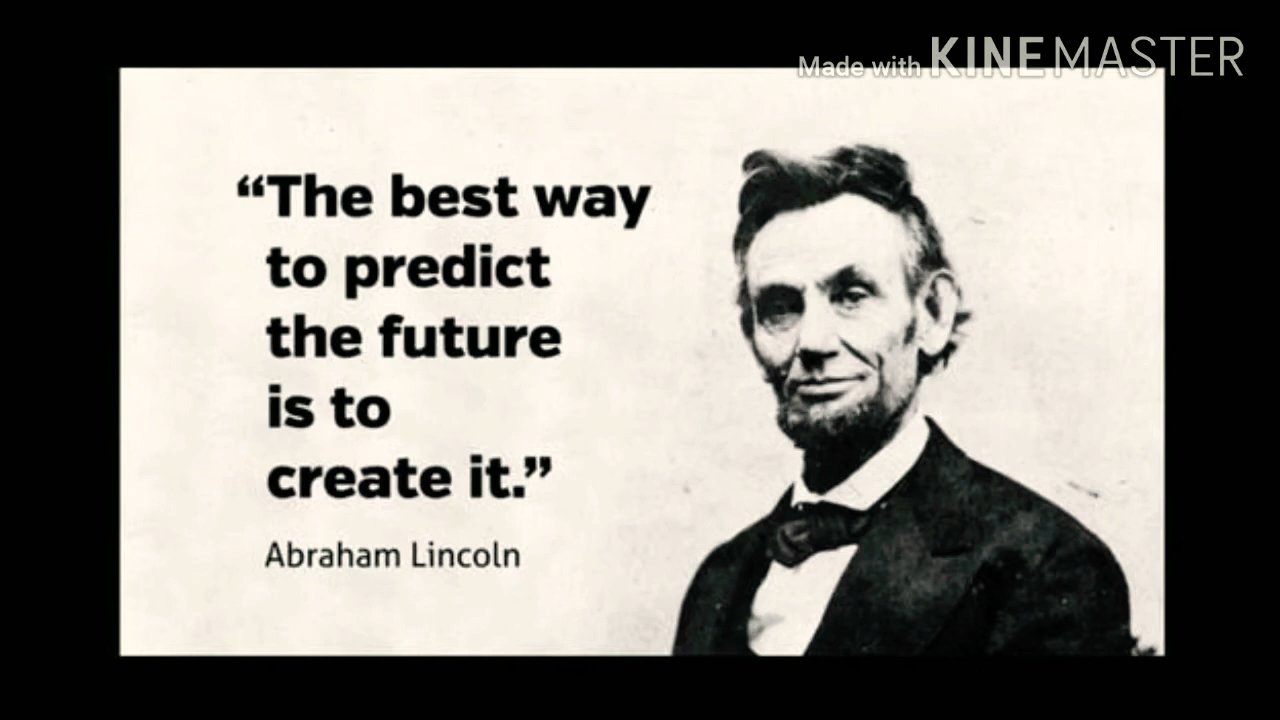 Made with KINEMASTER
“The best way
to predict
the future
is to
create it.”
Abraham Lincoln